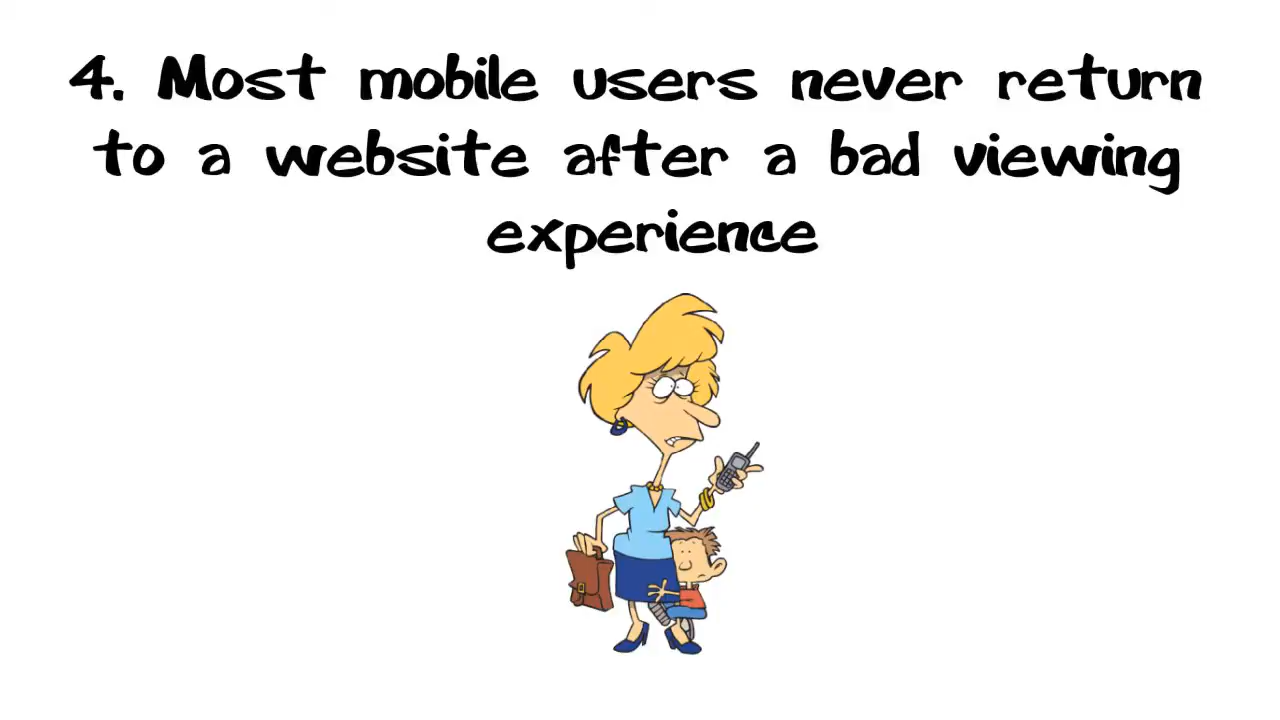 4. Most mobile users never return
to a website after a bad viewing
experience